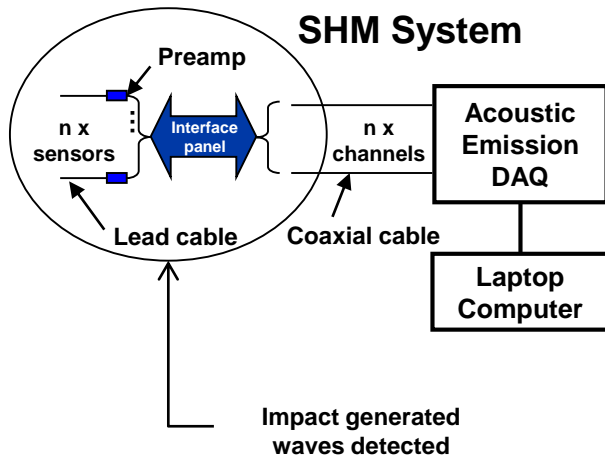 SHM System
Preamp
n x
sensors
Interface
panel
n x
channels
Acoustic
Emission
DAQ
Lead cable
Coaxial cable
Laptop
Computer
Impact generated
waves detected